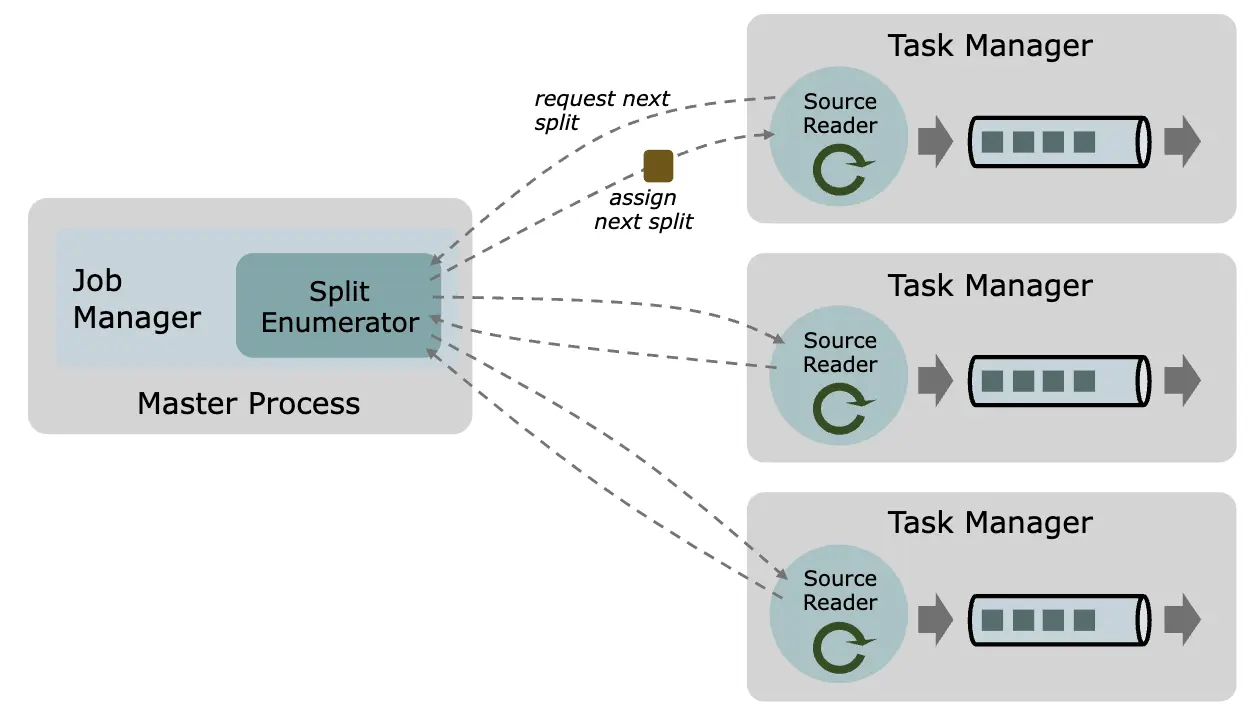 request next
split
assign
next split
Job
Manager
Split
Enumerator
Master Process
Task Manager
Source
Reader
Task Manager
Source
Reader
Task Manager
Source
Reader